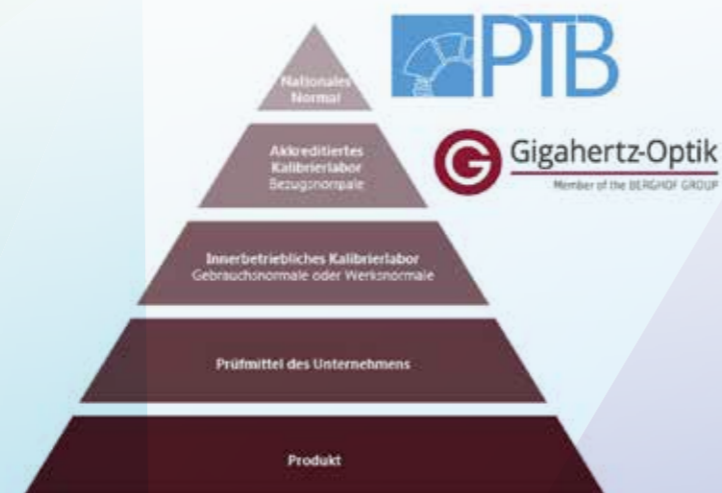 Nationales
Normal
PTB
Akkreditiertes
Kalibrierlabor
Bezugsnormale
Gigahertz-Optik
Member of the BERGHOF GROUP
Innerbetriebliches Kalibrierlabor
Gebrauchsnormale oder Werksnormale
Prüfmittel des Unternehmens
Produkt